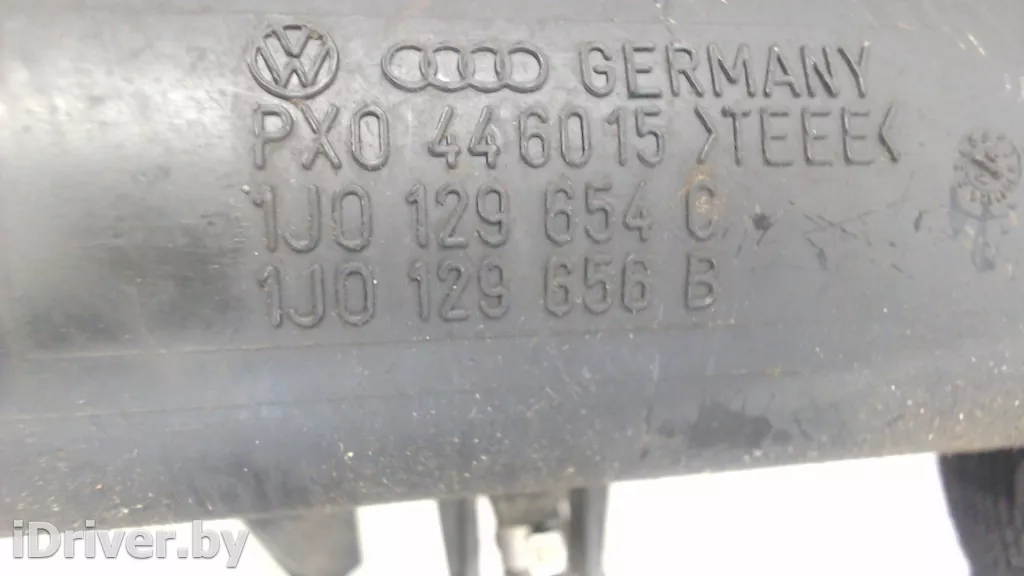 GERMANY
PX0 446015 >TEEE<
1J0 129 654 C
1J0 129 656 B
iDriver.by